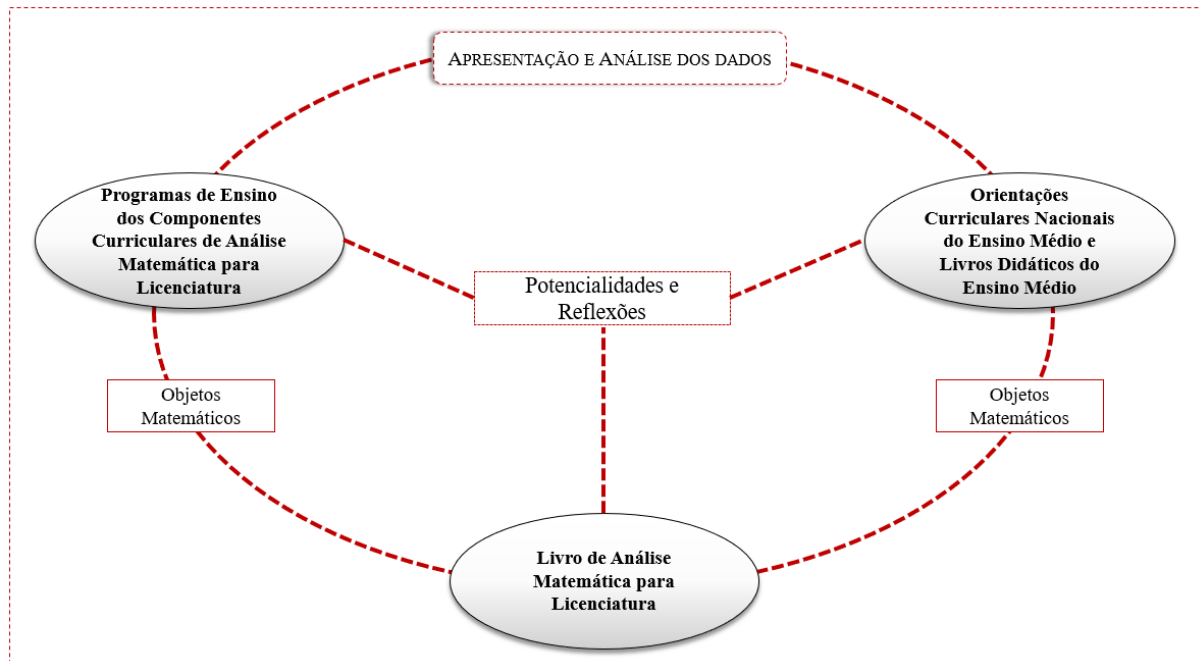 APRESENTAÇÃO E ANÁLISE DOS DADOS
Programas de Ensino
dos Componentes
Curriculares de Análise
Matemática para
Licenciatura
Orientações
Curriculares Nacionais
do Ensino Médio e
Livros Didáticos do
Ensino Médio
Potencialidades e
Reflexões
Objetos
Matemáticos
Objetos
Matemáticos
Livro de Análise
Matemática para
Licenciatura